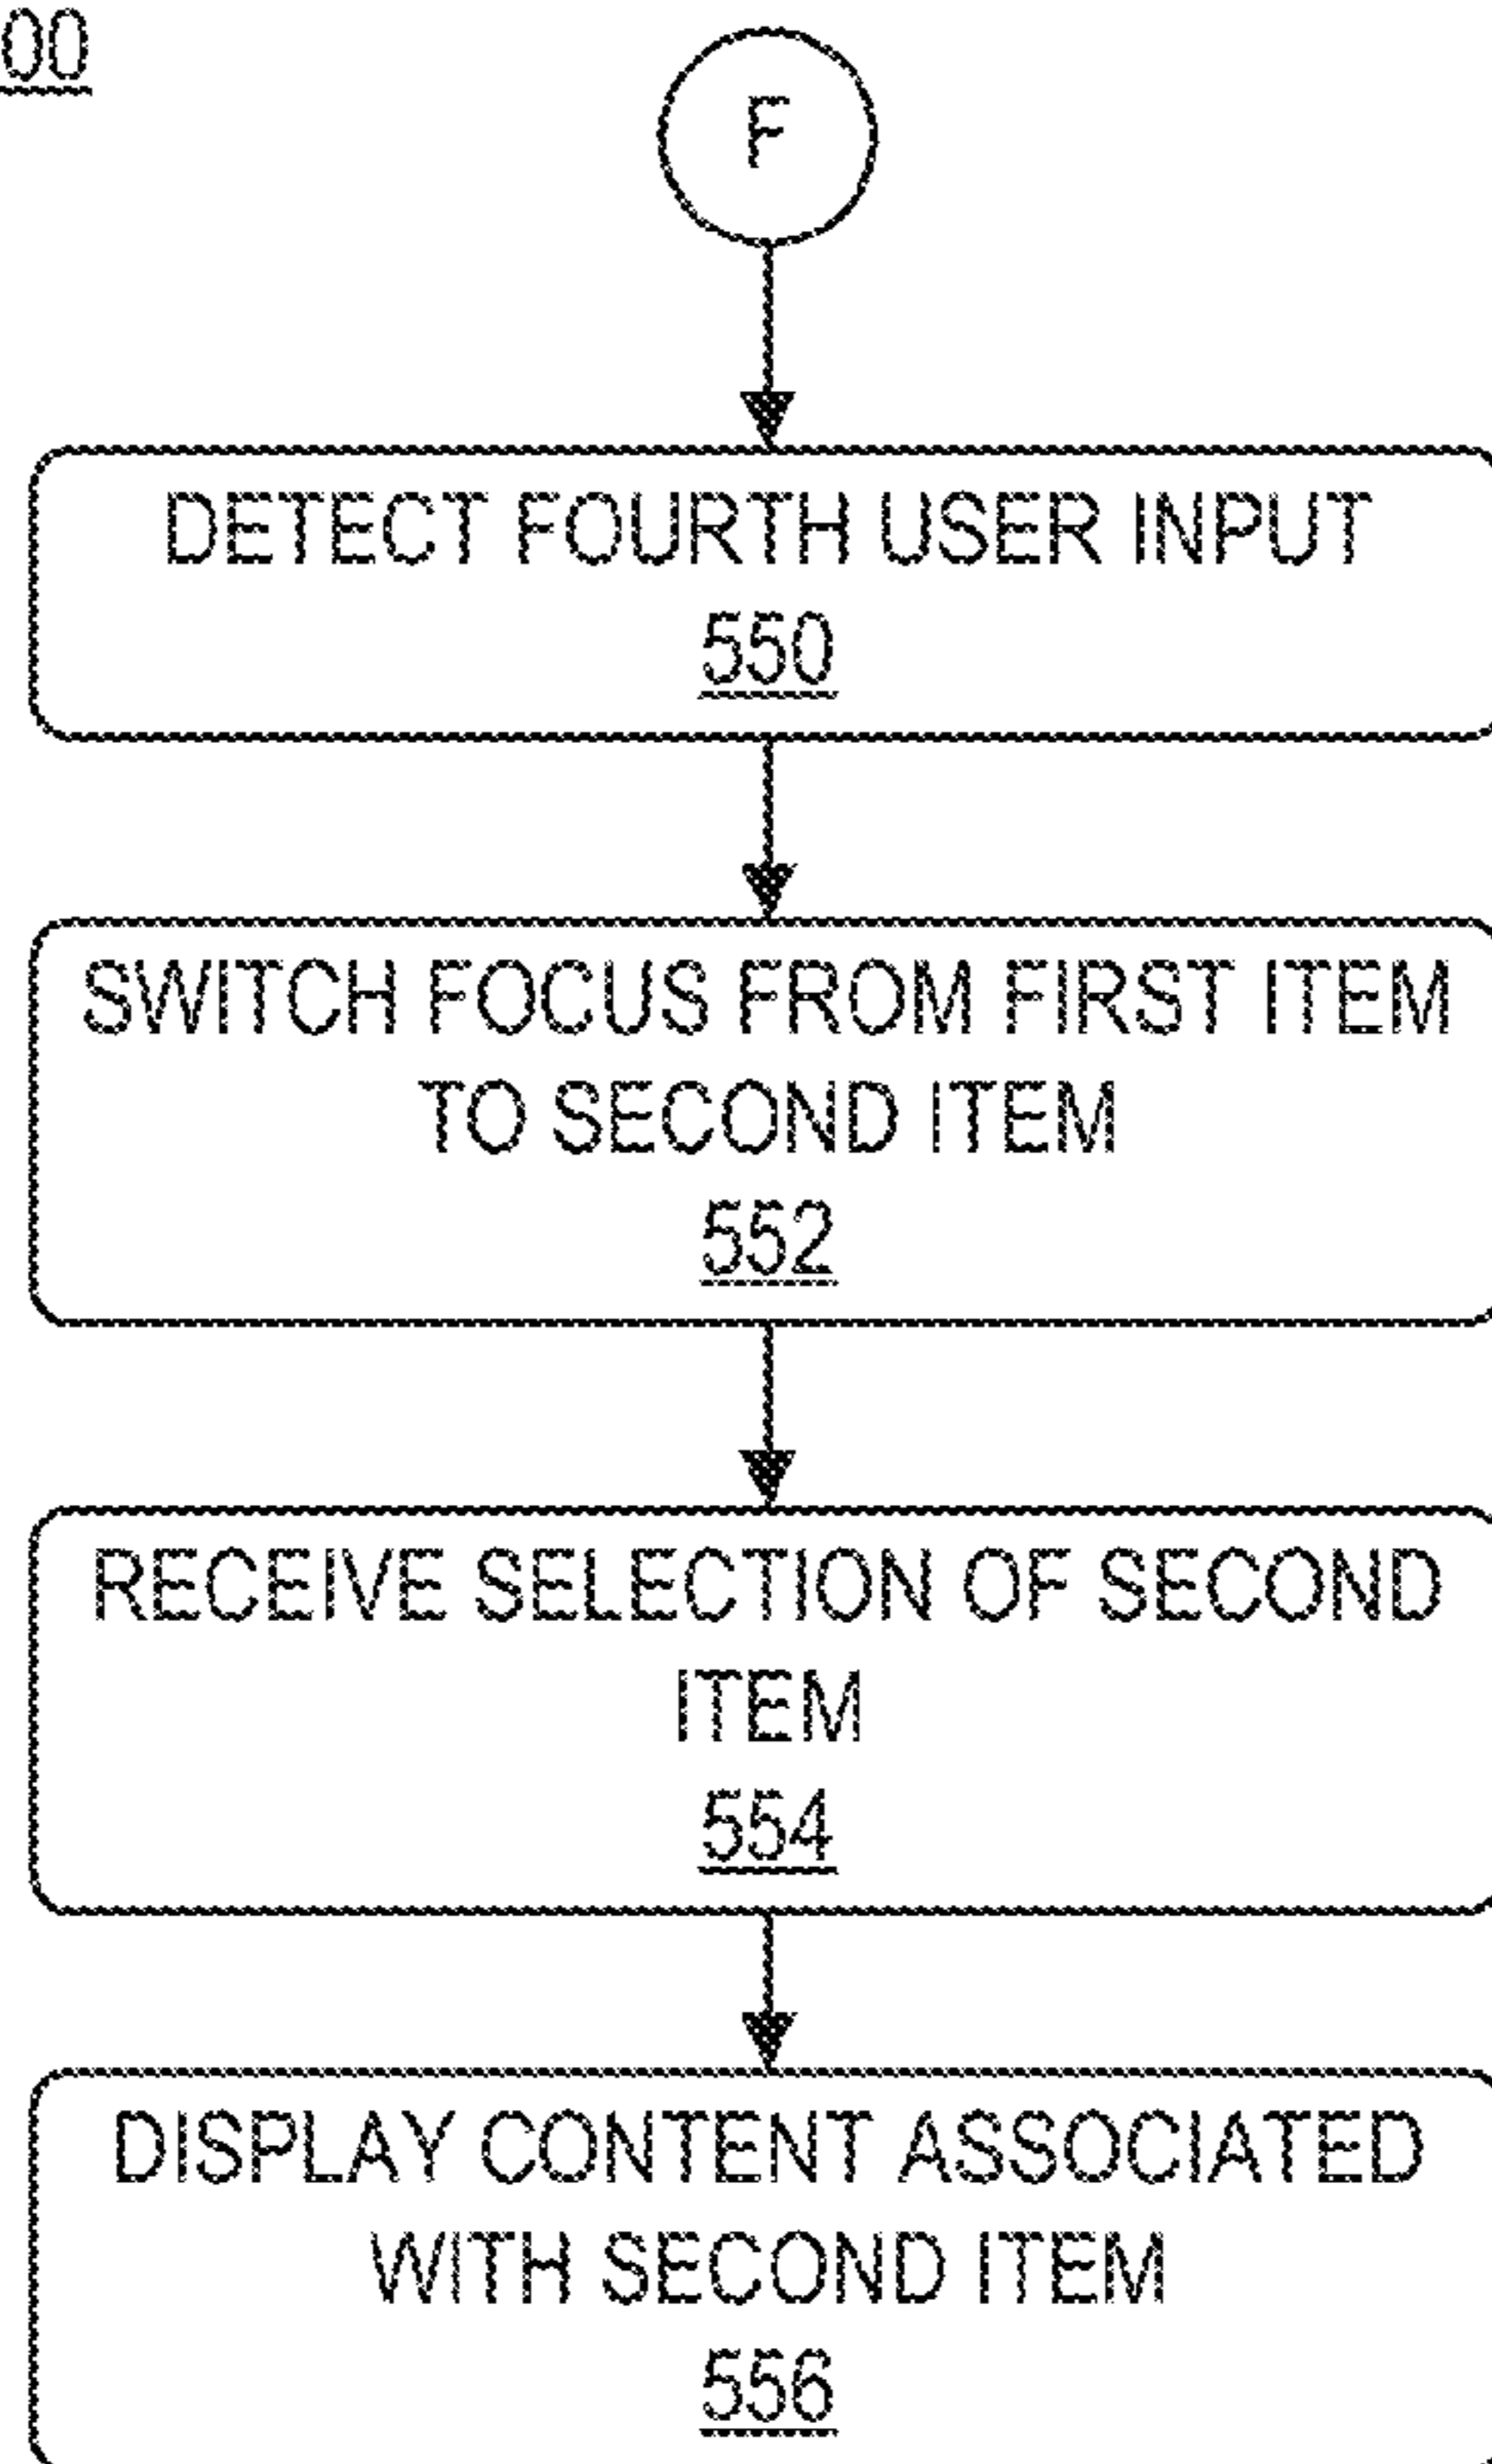 00
F
DETECT FOURTH USER INPUT
550
SWITCH FOCUS FROM FIRST ITEM
TO SECOND ITEM
552
RECEIVE SELECTION OF SECOND
ITEM
554
DISPLAY CONTENT ASSOCIATED
WITH SECOND ITEM
556